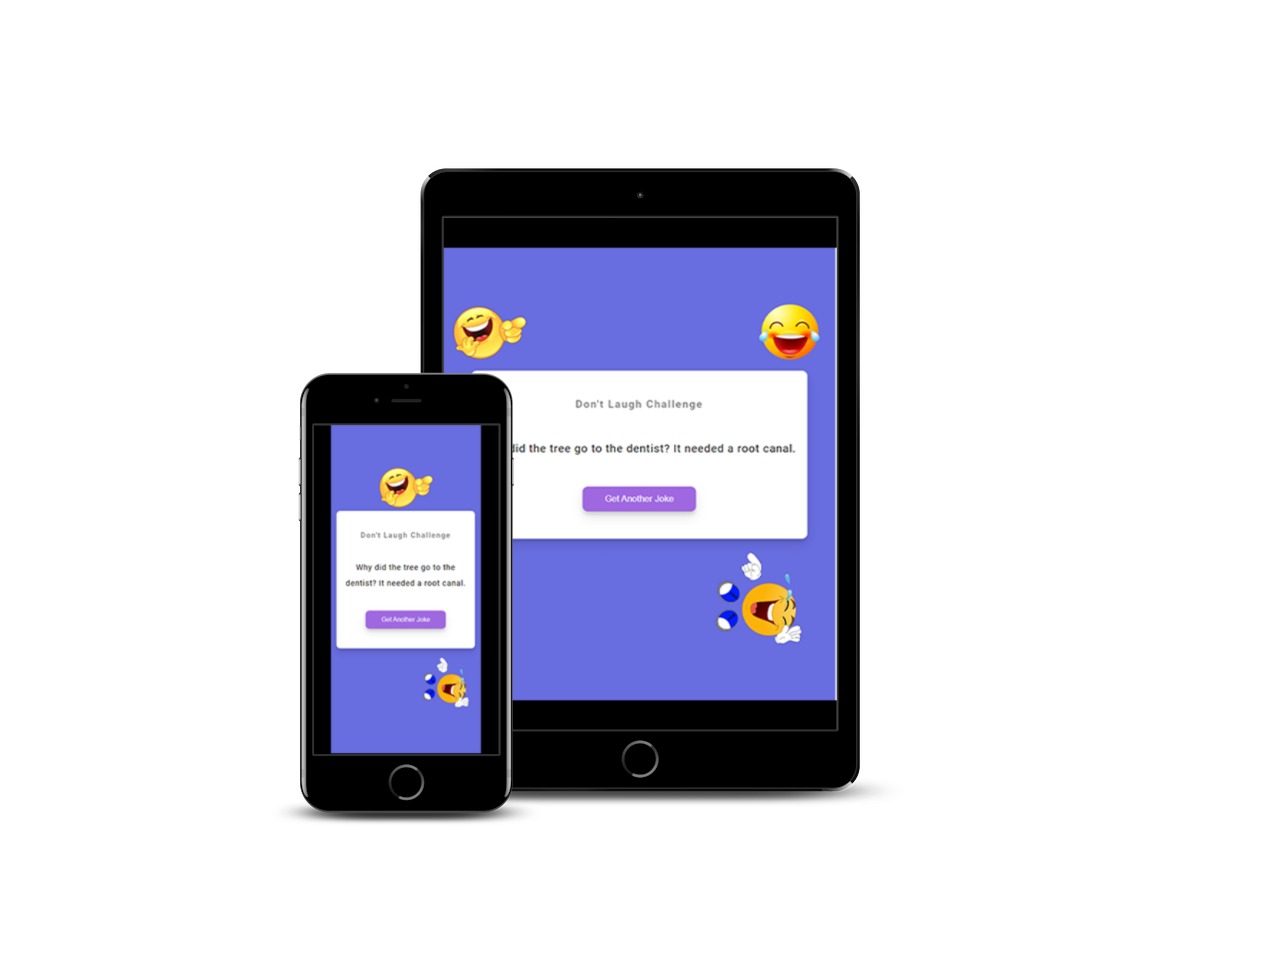 Don't Laugh Challenge
did the tree go to the dentist? It needed a root canal.
Get Another Joke
Don't Laugh Challenge
Why did the tree go to the
dentist? It needed a root canal.
Get Another Joke